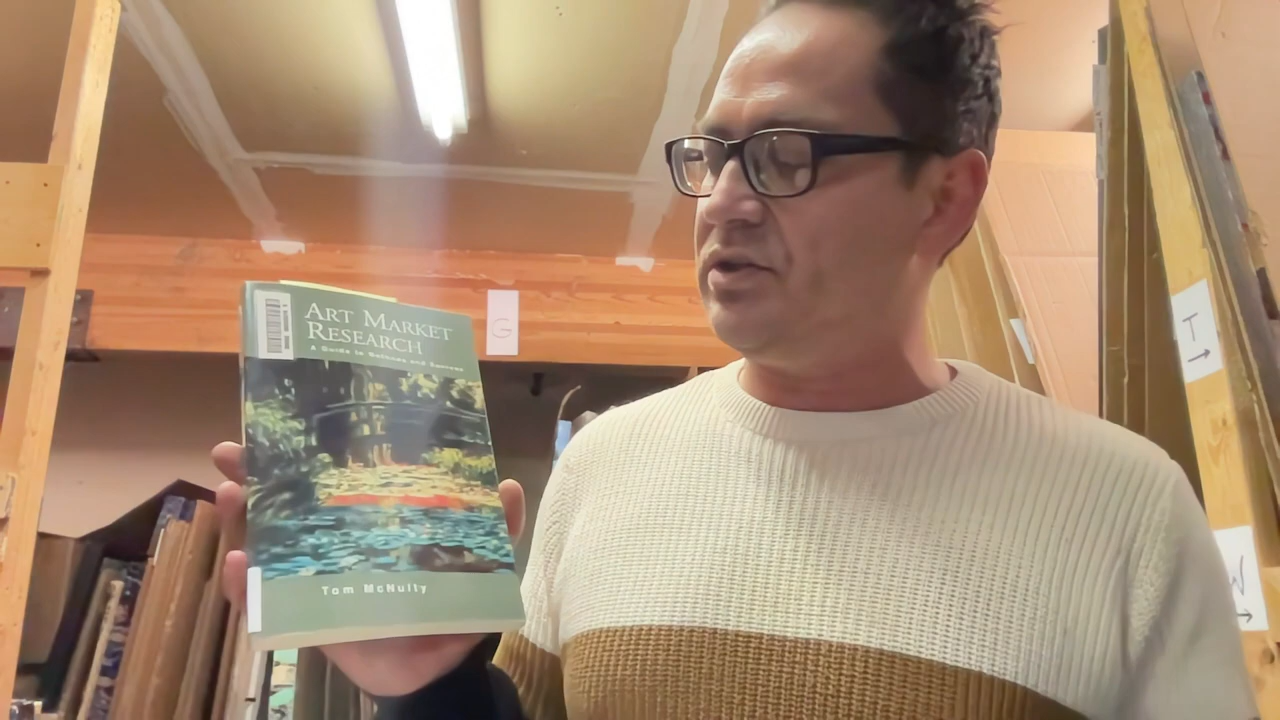 ART MARKET
RESEARCH
A Guide to Methods and Sources
Tom McNulty
G
T